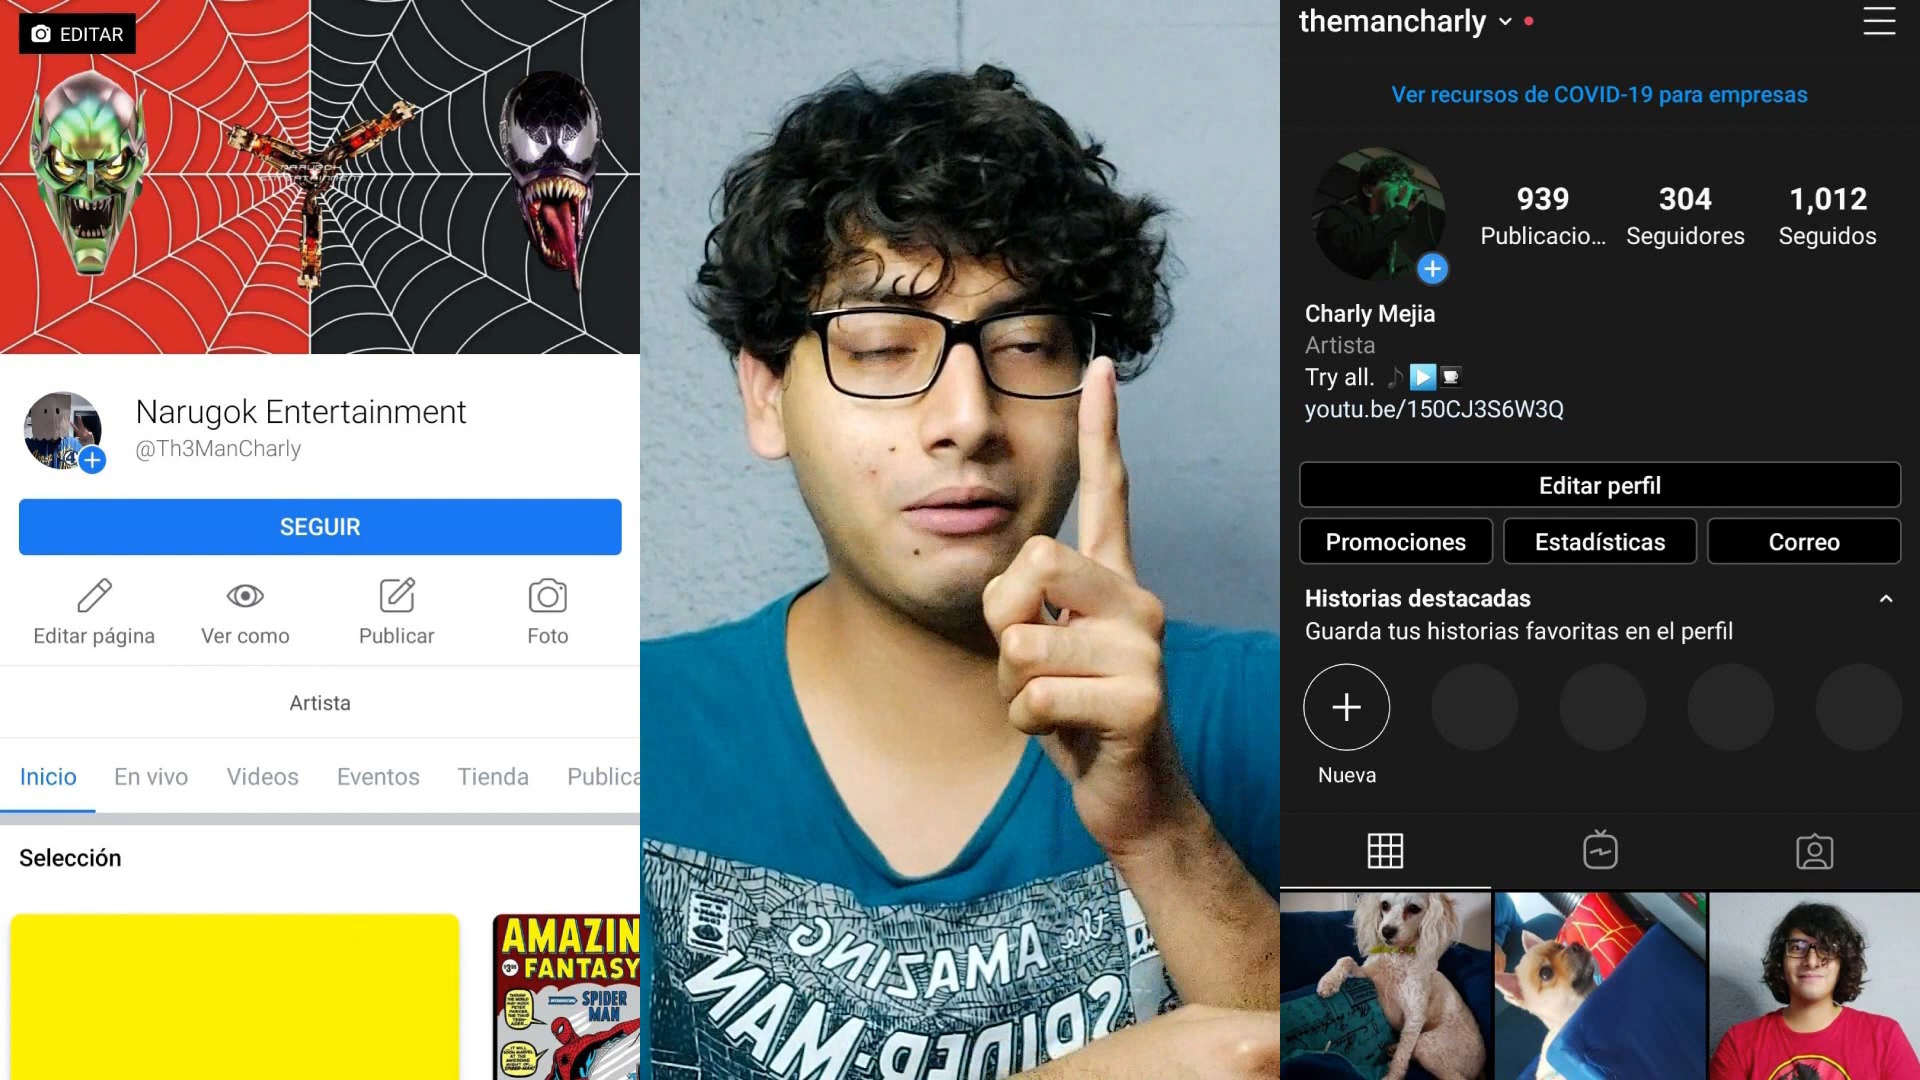 EDITAR
NARUGOK
ENTERTAINMENT
Narugok Entertainment
@Th3ManCharly
SEGUIR
Editar página
Ver como
Publicar
Foto
Artista
Inicio
En vivo
Videos
Eventos
Tienda
Publica
Selección
AMAZIN
FANTASY
SPIDER
MAN
the AMAZING
SPIDER-MAN
themancharly
Ver recursos de COVID-19 para empresas
939
304
1,012
Publicacio...
Seguidores
Seguidos
Charly Mejia
Artista
Try all.
youtu.be/150CJ3S6W3Q
Editar perfil
Promociones
Estadísticas
Correo
Historias destacadas
Guarda tus historias favoritas en el perfil
Nueva